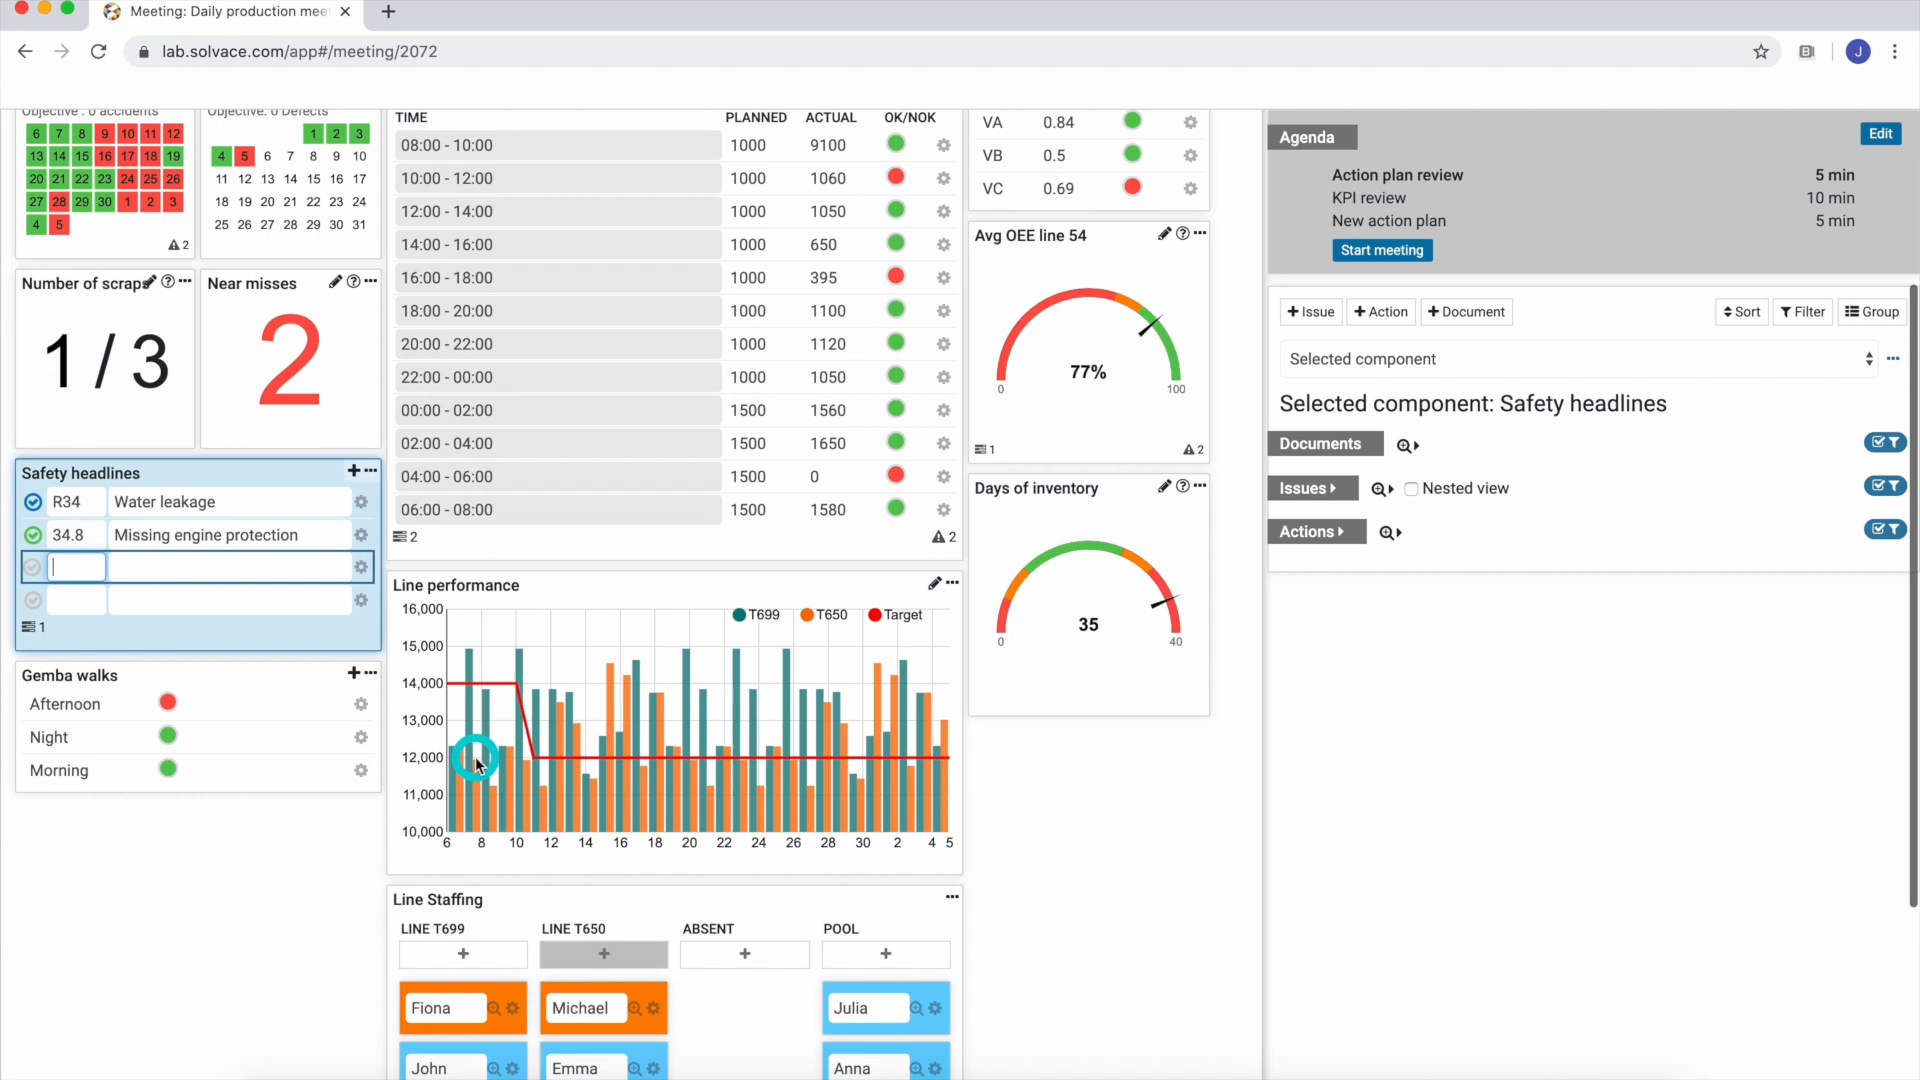 Meeting: Daily production mee
lab.solvace.com/app#/meeting/2072
J
Objective : 0 accidents
6 7 8 9 10 11 12
13 14 15 16 17 18 19
20 21 22 23 24 25 26
27 28 29 30 1 2 3
4 5
2
Objective: 0 Defects
1 2 3
4 5 6 7 8 9 10
11 12 13 14 15 16 17
18 19 20 21 22 23 24
25 26 27 28 29 30 31
Number of scraps
1 / 3
Near misses
2
Safety headlines
R34 Water leakage
34.8 Missing engine protection
1
Gemba walks
Afternoon
Night
Morning
TIME PLANNED ACTUAL OK/NOK
08:00 - 10:00 1000 9100
10:00 - 12:00 1000 1060
12:00 - 14:00 1000 1050
14:00 - 16:00 1000 650
16:00 - 18:00 1000 395
18:00 - 20:00 1000 1100
20:00 - 22:00 1000 1120
22:00 - 00:00 1000 1050
00:00 - 02:00 1500 1560
02:00 - 04:00 1500 1650
04:00 - 06:00 1500 0
06:00 - 08:00 1500 1580
2 2
Line performance
T699 T650 Target
16,000
15,000
14,000
13,000
12,000
11,000
10,000
6 8 10 12 14 16 18 20 22 24 26 28 30 2 4 5
Line Staffing
LINE T699 LINE T650 ABSENT POOL
+ + + +
Fiona Michael Julia
John Emma Anna
VA 0.84
VB 0.5
VC 0.69
Avg OEE line 54
77%
0 100
1 2
Days of inventory
35
0 40
Agenda Edit
Action plan review 5 min
KPI review 10 min
New action plan 5 min
Start meeting
+ Issue + Action + Document Sort Filter Group
Selected component
Selected component: Safety headlines
Documents
Issues Nested view
Actions